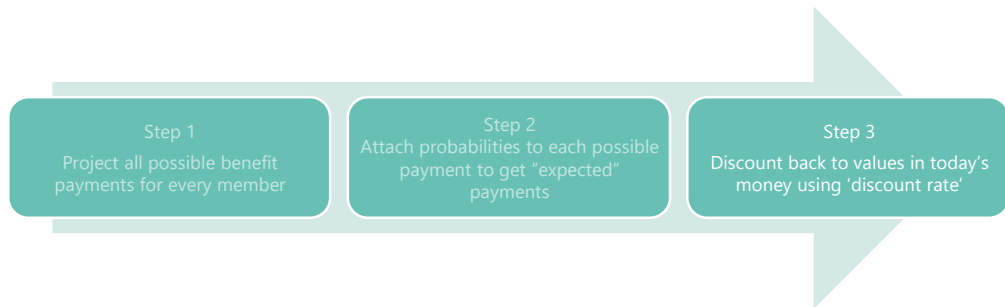 Step 1
Project all possible benefit
payments for every member
Step 2
Attach probabilities to each possible
payment to get “expected”
payments
Step 3
Discount back to values in today’s
money using ‘discount rate’